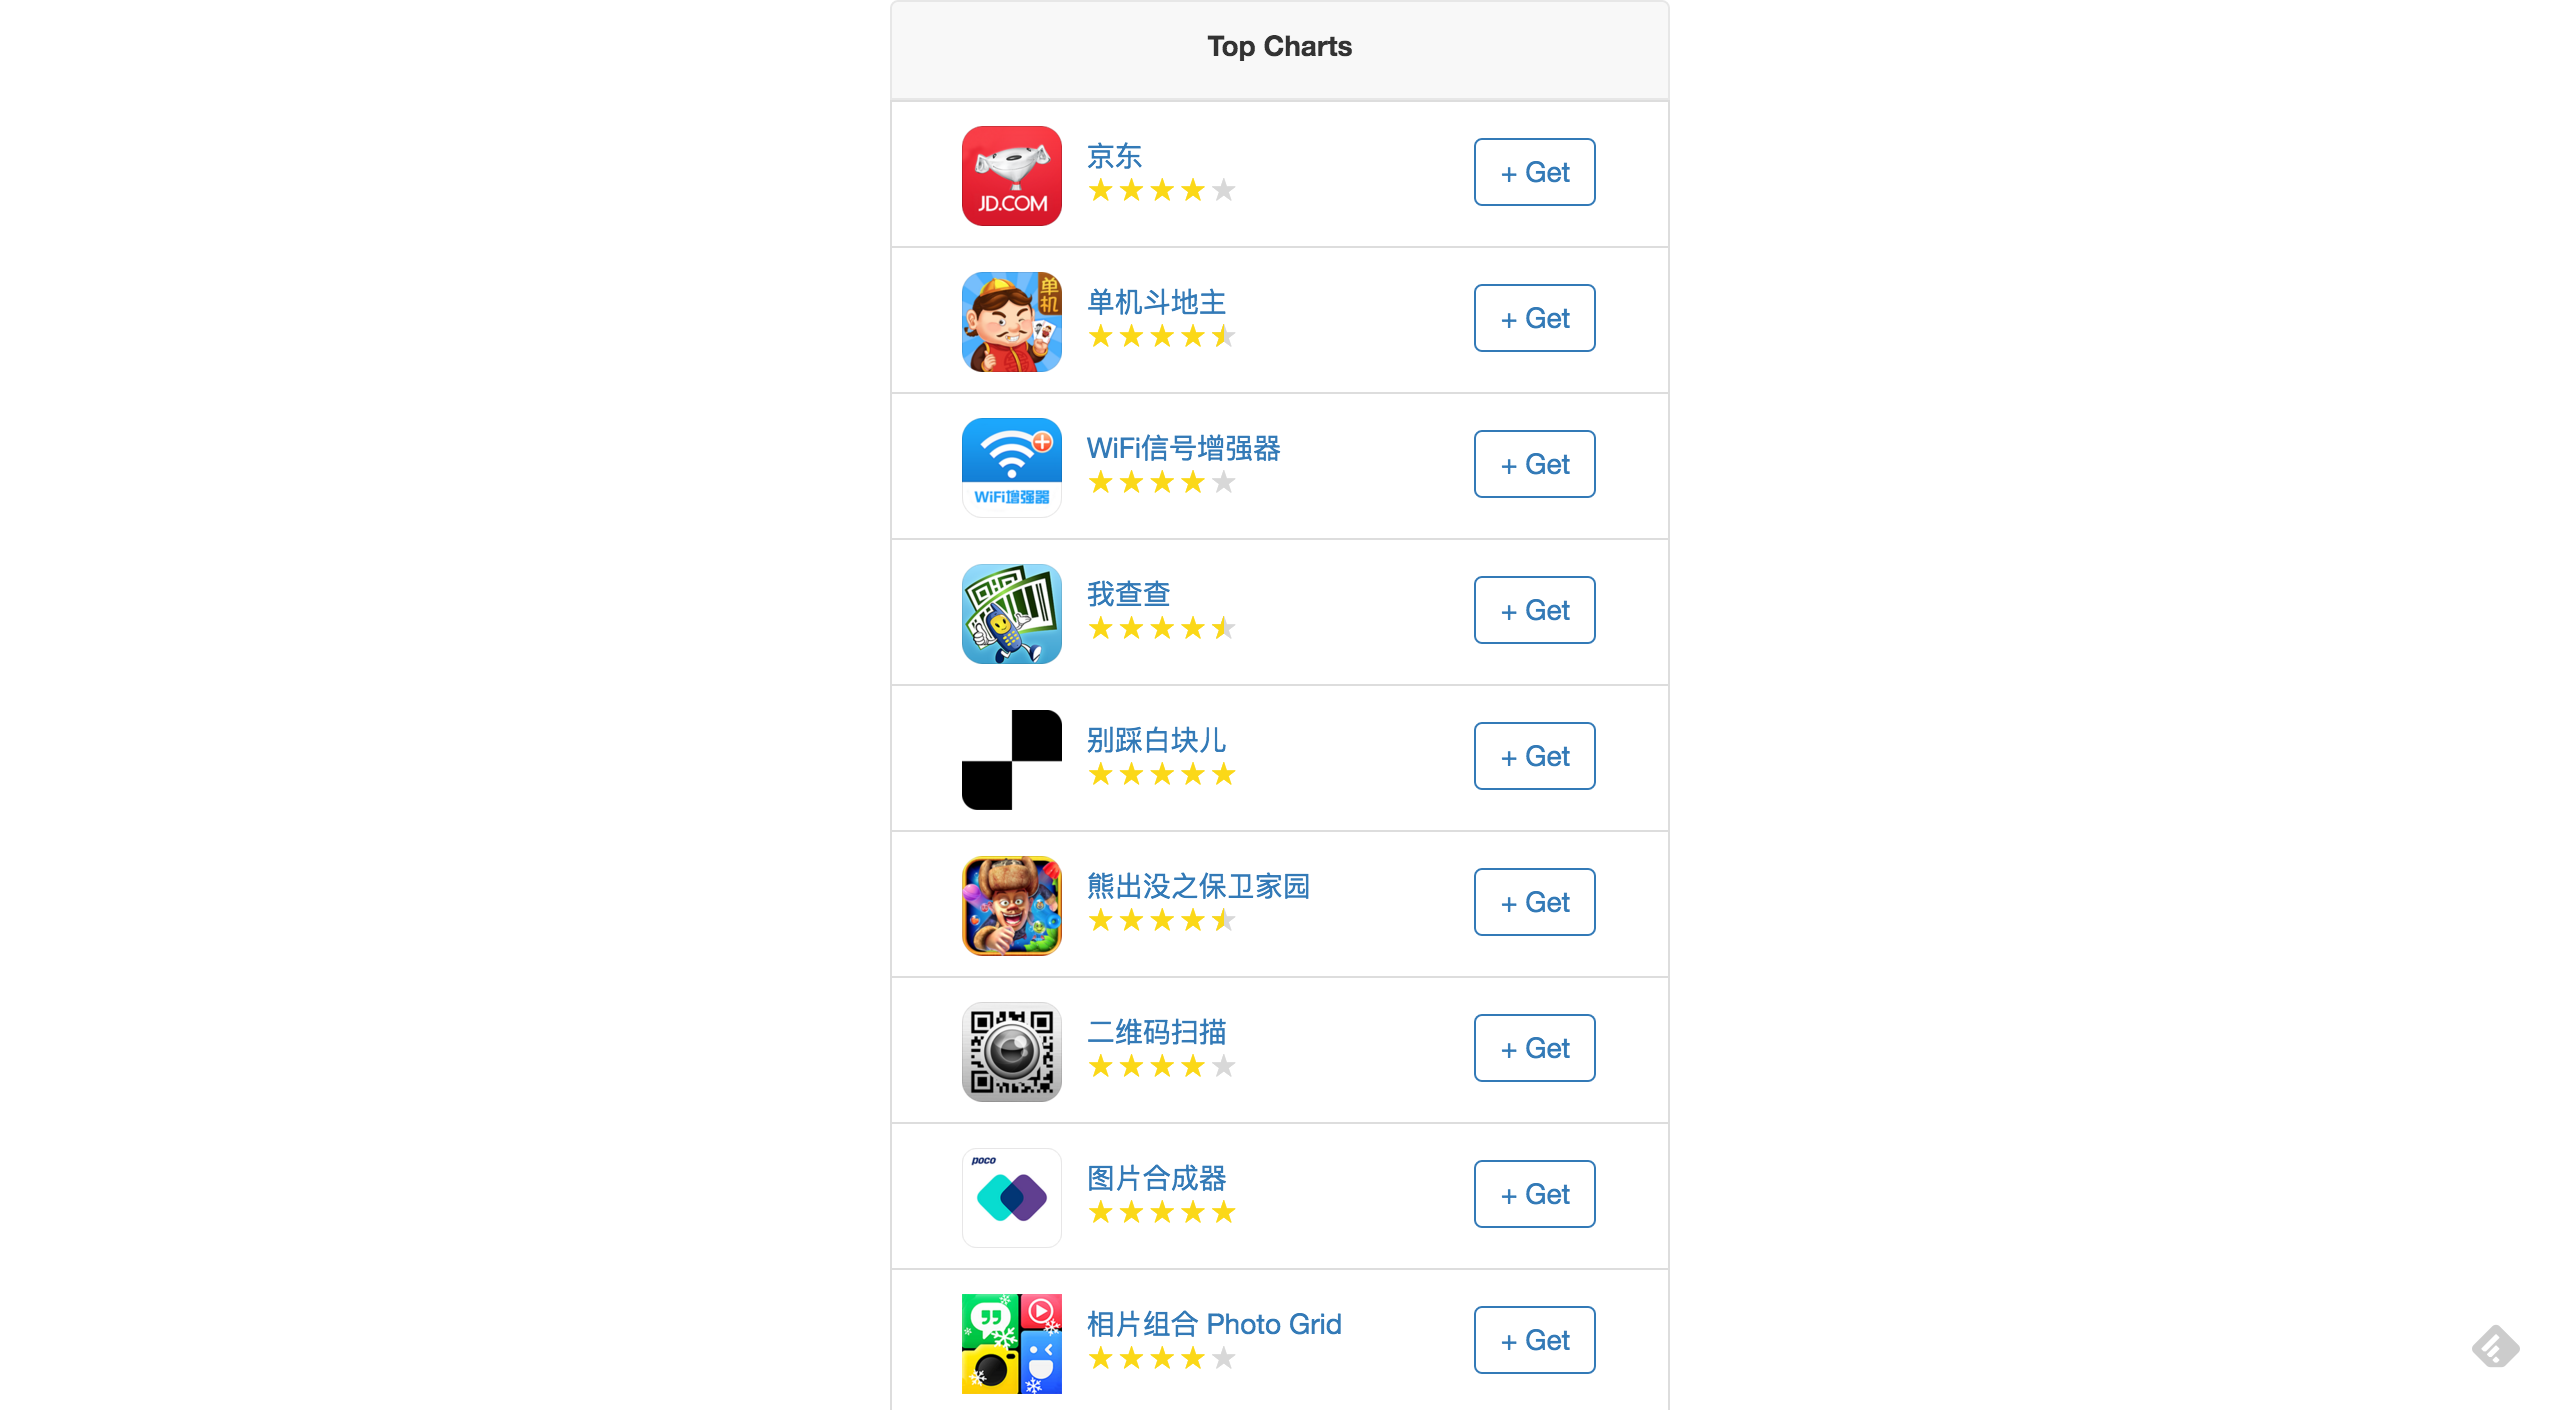 Top Charts
JD.COM
京东
+ Get
单机
单机斗地主
+ Get
WiFi增强器
WiFi信号增强器
+ Get
我查查
+ Get
别踩白块儿
+ Get
熊出没之保卫家园
+ Get
二维码扫描
+ Get
poco
图片合成器
+ Get
相片组合 Photo Grid
+ Get